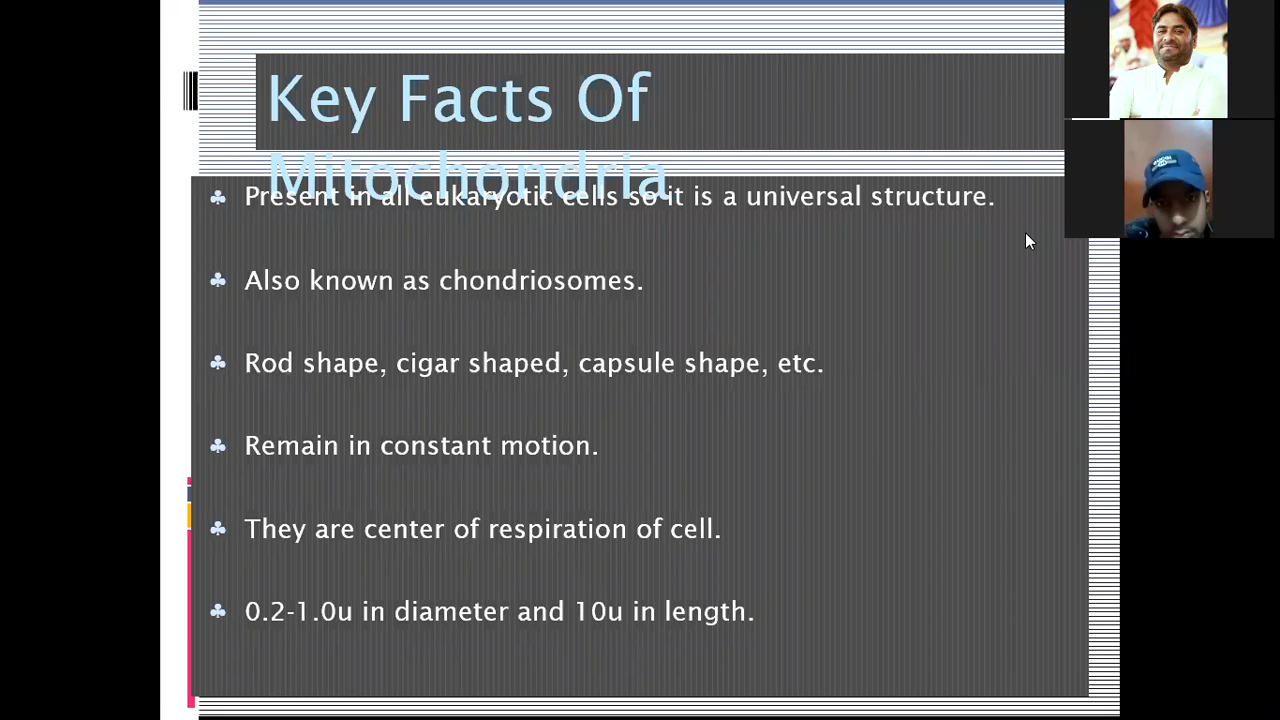 Key Facts Of
Mitochondria
Present in all eukaryotic cells so it is a universal structure.
Also known as chondriosomes.
Rod shape, cigar shaped, capsule shape, etc.
Remain in constant motion.
They are center of respiration of cell.
0.2-1.0u in diameter and 10u in length.